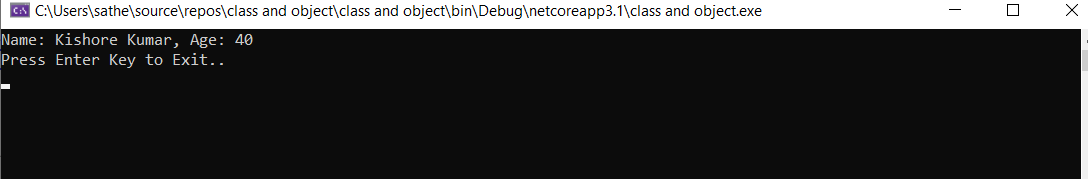 C:\Users\sathe\source\repos\class and object\class and object\bin\Debug\netcoreapp3.1\class and object.exe
Name: Kishore Kumar, Age: 40
Press Enter Key to Exit..